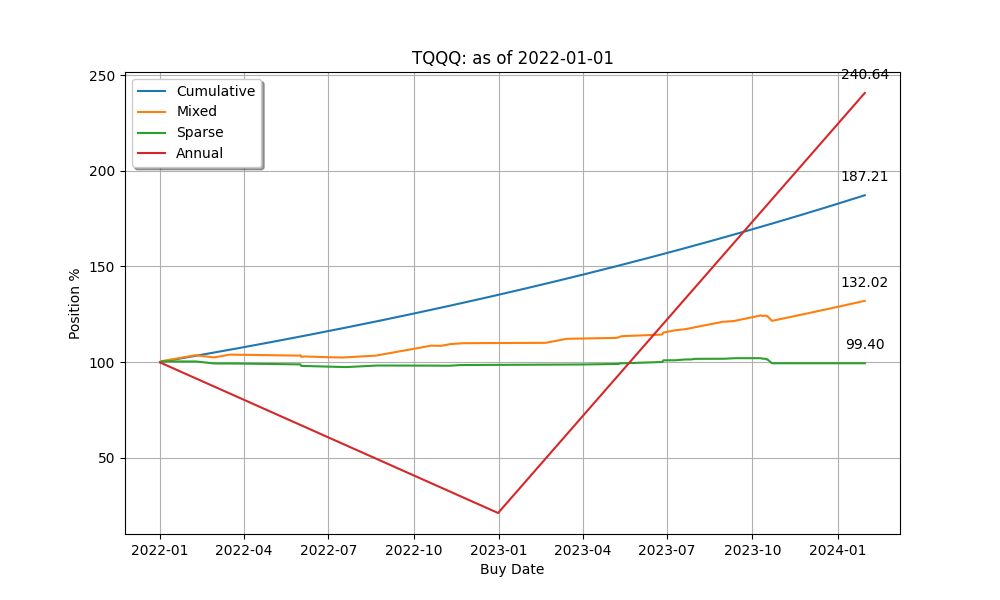 TQQQ: as of 2022-01-01
240.64
250
Cumulative
Mixed
Sparse
Annual
187.21
200
150
132.02
99.40
100
50
Position %
2022-01 2022-04 2022-07 2022-10 2023-01 2023-04 2023-07 2023-10 2024-01
Buy Date